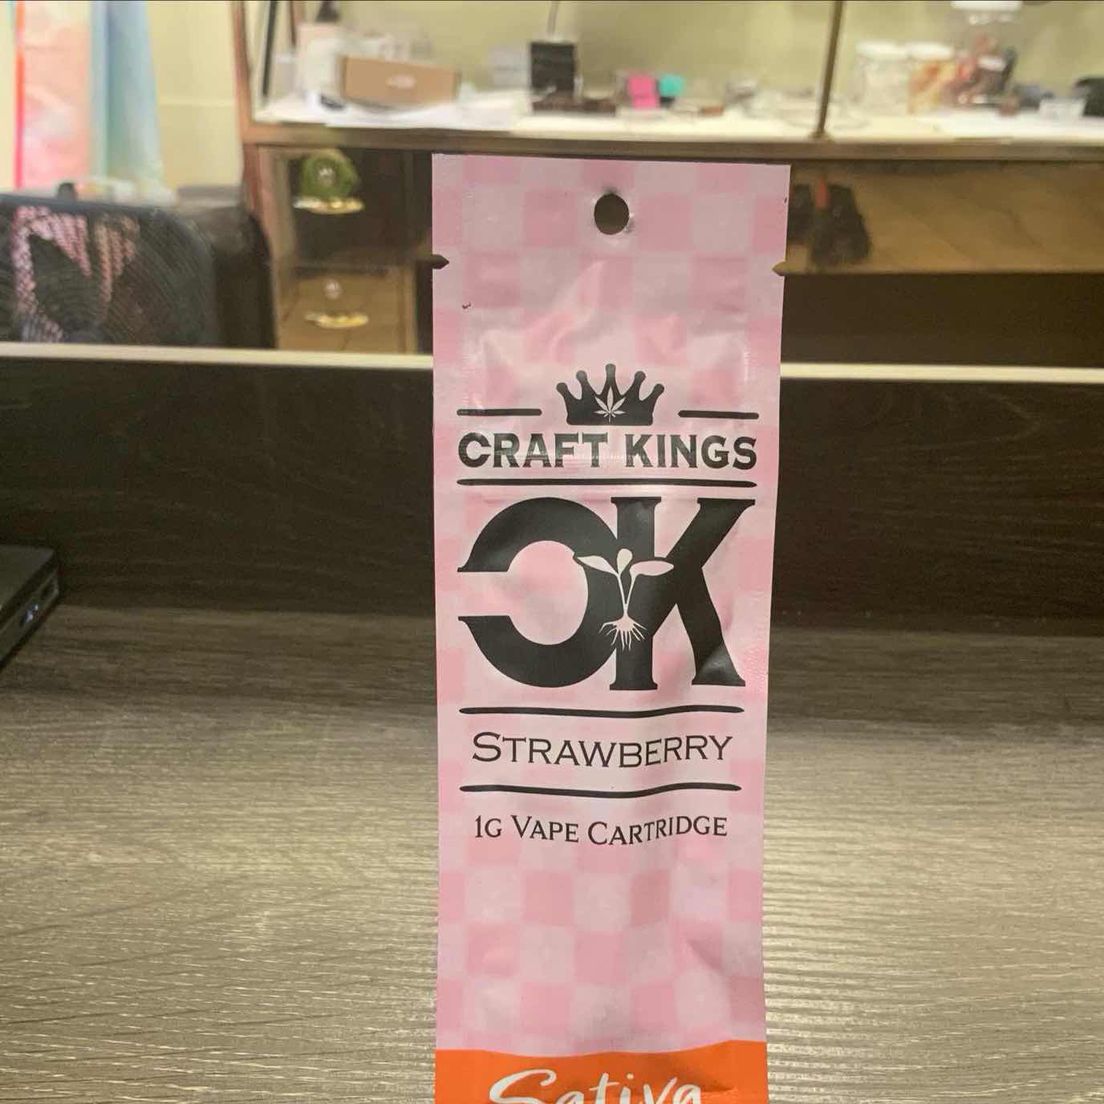 CRAFT KINGS
CK
STRAWBERRY
1G VAPE CARTRIDGE
Sativa